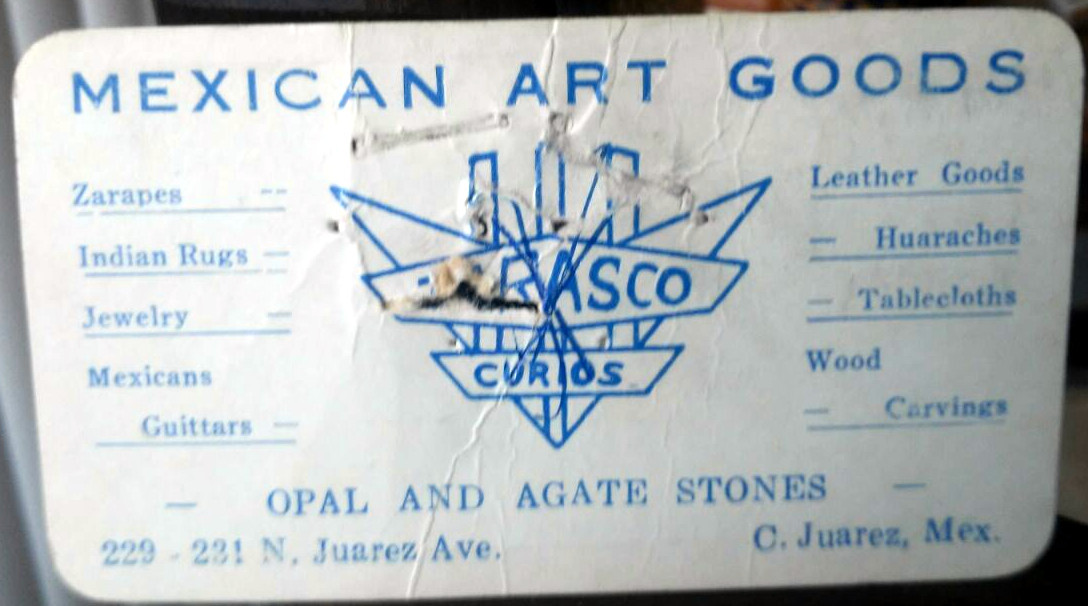 MEXICAN ART GOODS
Zarapes --
Indian Rugs —
Jewelry —
Mexicans
Guittars —
CURIOS
Leather Goods
— Huaraches
— Tablecloths
Wood
— Carvings
— OPAL AND AGATE STONES —
229 - 231 N. Juarez Ave.
C. Juarez, Mex.